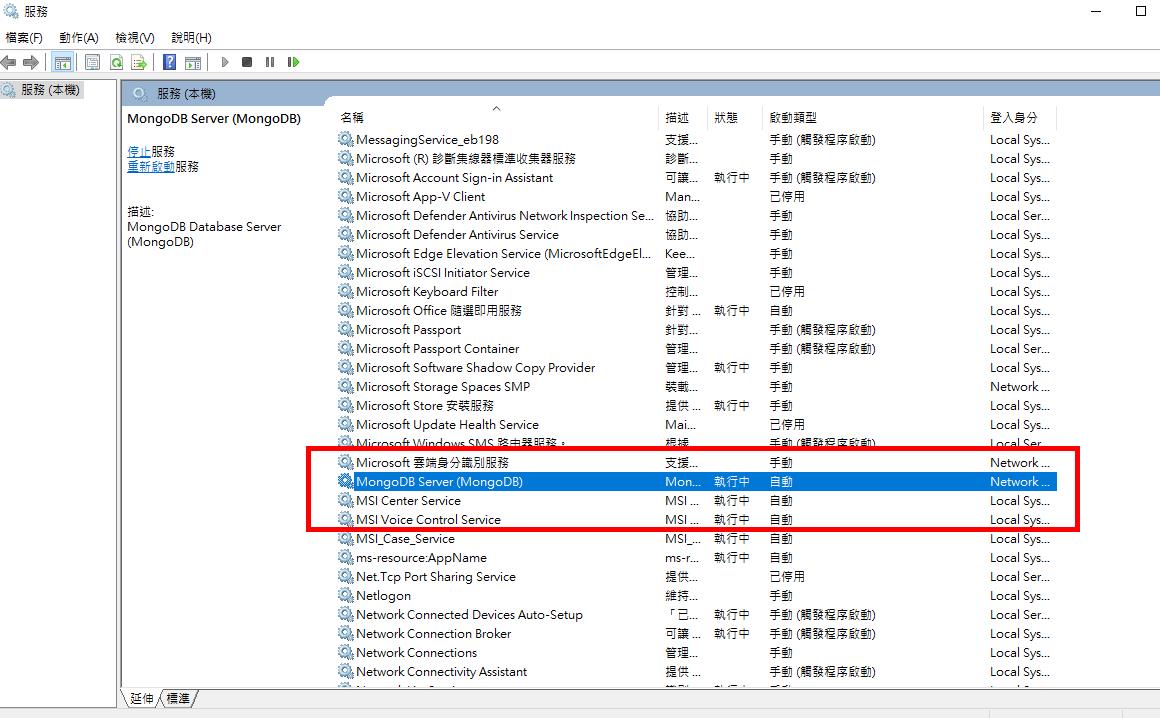 服務
檔案(F) 動作(A) 檢視(V) 說明(H)
服務 (本機)
服務 (本機)
MongoDB Server (MongoDB)
停止服務
重新啟動服務
描述:
MongoDB Database Server
(MongoDB)
名稱 描述 狀態 啟動類型 登入身分
MessagingService_eb198 支援... 手動 (觸發程序啟動) Local Sys...
Microsoft (R) 診斷集線器標準收集器服務 診斷... 手動 Local Sys...
Microsoft Account Sign-in Assistant 可讓... 執行中 手動 (觸發程序啟動) Local Sys...
Microsoft App-V Client Man... 已停用 Local Sys...
Microsoft Defender Antivirus Network Inspection Se... 協助... 手動 Local Ser...
Microsoft Defender Antivirus Service 協助... 手動 Local Sys...
Microsoft Edge Elevation Service (MicrosoftEdgeEl... Kee... 手動 Local Sys...
Microsoft iSCSI Initiator Service 管理... 手動 Local Sys...
Microsoft Keyboard Filter 控制... 已停用 Local Sys...
Microsoft Office 隨選即用服務 針對 ... 執行中 自動 Local Sys...
Microsoft Passport 針對... 手動 (觸發程序啟動) Local Sys...
Microsoft Passport Container 管理... 手動 (觸發程序啟動) Local Ser...
Microsoft Software Shadow Copy Provider 管理... 執行中 手動 Local Sys...
Microsoft Storage Spaces SMP 裝載... 手動 Network ...
Microsoft Store 安裝服務 提供 ... 執行中 手動 Local Sys...
Microsoft Update Health Service Mai... 已停用 Local Sys...
Microsoft Windows SMS 路由器服務。 根據... 手動 (觸發程序啟動) Local Ser...
Microsoft 雲端身分識別服務 支援... 手動 Network ...
MongoDB Server (MongoDB) Mon... 執行中 自動 Network ...
MSI Center Service MSI ... 執行中 自動 Local Sys...
MSI Voice Control Service MSI ... 執行中 自動 Local Sys...
MSI_Case_Service MSI_... 執行中 自動 Local Sys...
ms-resource:AppName ms-r... 執行中 自動 Local Sys...
Net.Tcp Port Sharing Service 提供... 已停用 Local Ser...
Netlogon 維持... 手動 Local Sys...
Network Connected Devices Auto-Setup 「已... 執行中 手動 (觸發程序啟動) Local Ser...
Network Connection Broker 可讓 ... 執行中 手動 (觸發程序啟動) Local Sys...
Network Connections 管理... 手動 Local Sys...
Network Connectivity Assistant 提供 ... 手動 (觸發程序啟動) Local Sys...
延伸 標準